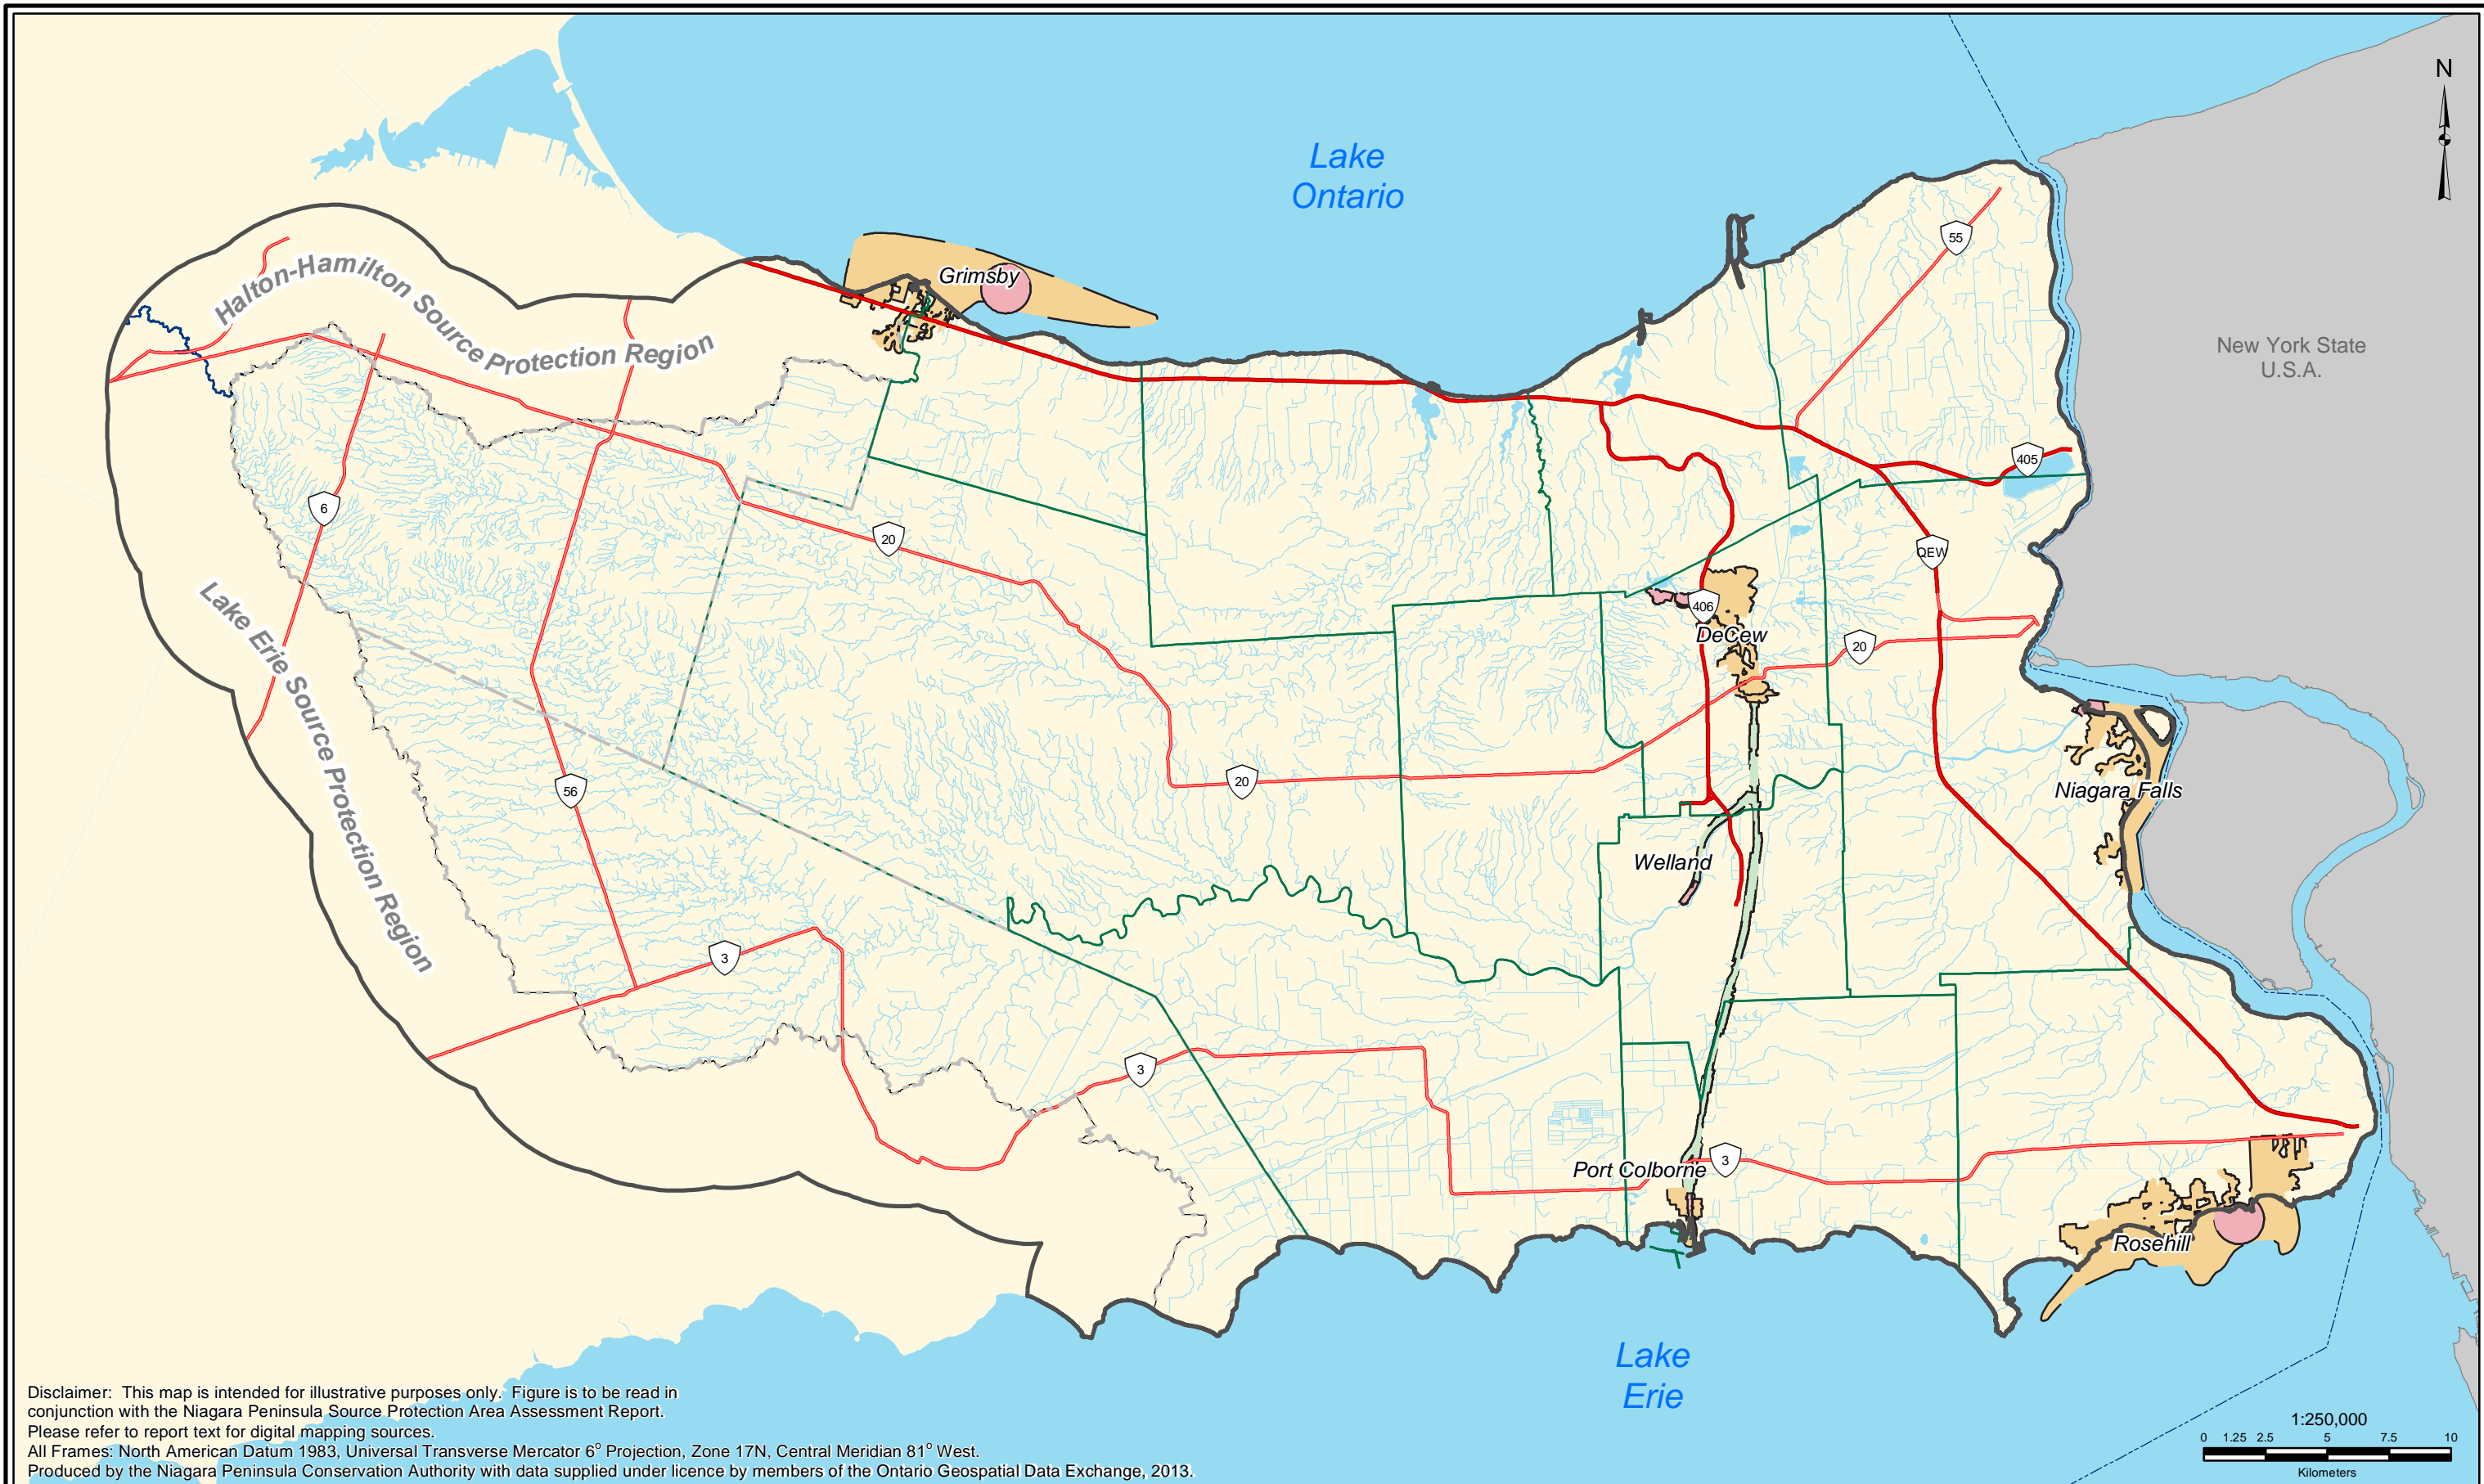 N
Lake
Ontario
55
Grimsby
Halton-Hamilton Source Protection Region
New York State
U.S.A.
405
6
20
QEW
406
DeCew
20
Lake Erie Source Protection Region
20
56
Niagara Falls
Welland
3
3
3
Port Colborne
Rosehill
Lake
Erie
Disclaimer: This map is intended for illustrative purposes only. Figure is to be read in
conjunction with the Niagara Peninsula Source Protection Area Assessment Report.
Please refer to report text for digital mapping sources.
All Frames: North American Datum 1983, Universal Transverse Mercator 6° Projection, Zone 17N, Central Meridian 81° West.
Produced by the Niagara Peninsula Conservation Authority with data supplied under licence by members of the Ontario Geospatial Data Exchange, 2013.
1:250,000
0 1.25 2.5 5 7.5 10
Kilometers